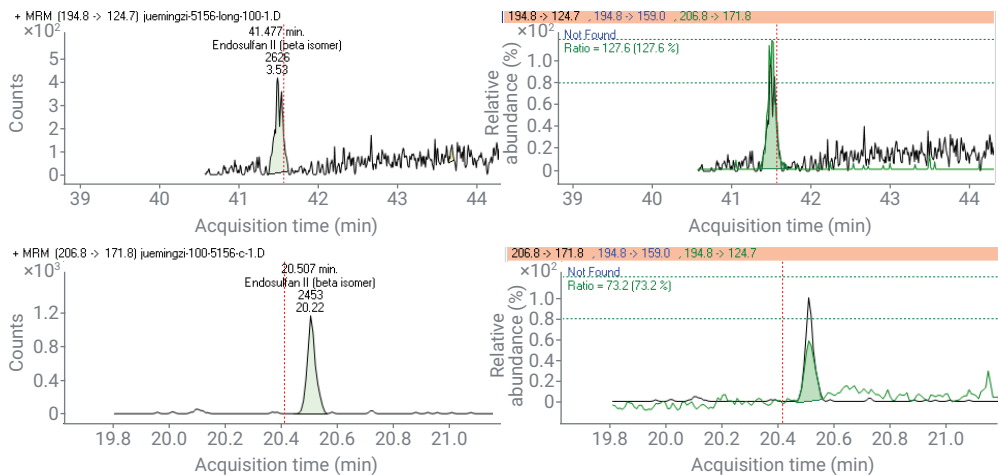 + MRM (194.8 -> 124.7) juemingzi-5156-long-100-1.D
×10²
41.477 min.
Endosulfan II (beta isomer)
2626
3.53
5
4
3
2
1
0
Counts
39 40 41 42 43 44
Acquisition time (min)
194.8 -> 124.7 , 194.8 -> 159.0 , 206.8 -> 171.8
×10²
Not Found
Ratio = 127.6 (127.6 %)
1.0
0.8
0.6
0.4
0.2
0
Relative
abundance (%)
39 40 41 42 43 44
Acquisition time (min)
+ MRM (206.8 -> 171.8) juemingzi-100-5156-c-1.D
×10³
20.507 min.
Endosulfan II (beta isomer)
2453
20.22
1.2
0.8
0.4
0
Counts
19.8 20.0 20.4 20.6 20.8 21.0
Acquisition time (min)
206.8 -> 171.8 , 194.8 -> 159.0 , 194.8 -> 124.7
×10²
Not Found
Ratio = 73.2 (73.2 %)
1.0
0.8
0.6
0.4
0.2
0
Relative
abundance (%)
19.8 20.0 20.4 20.6 20.8 21.0
Acquisition time (min)